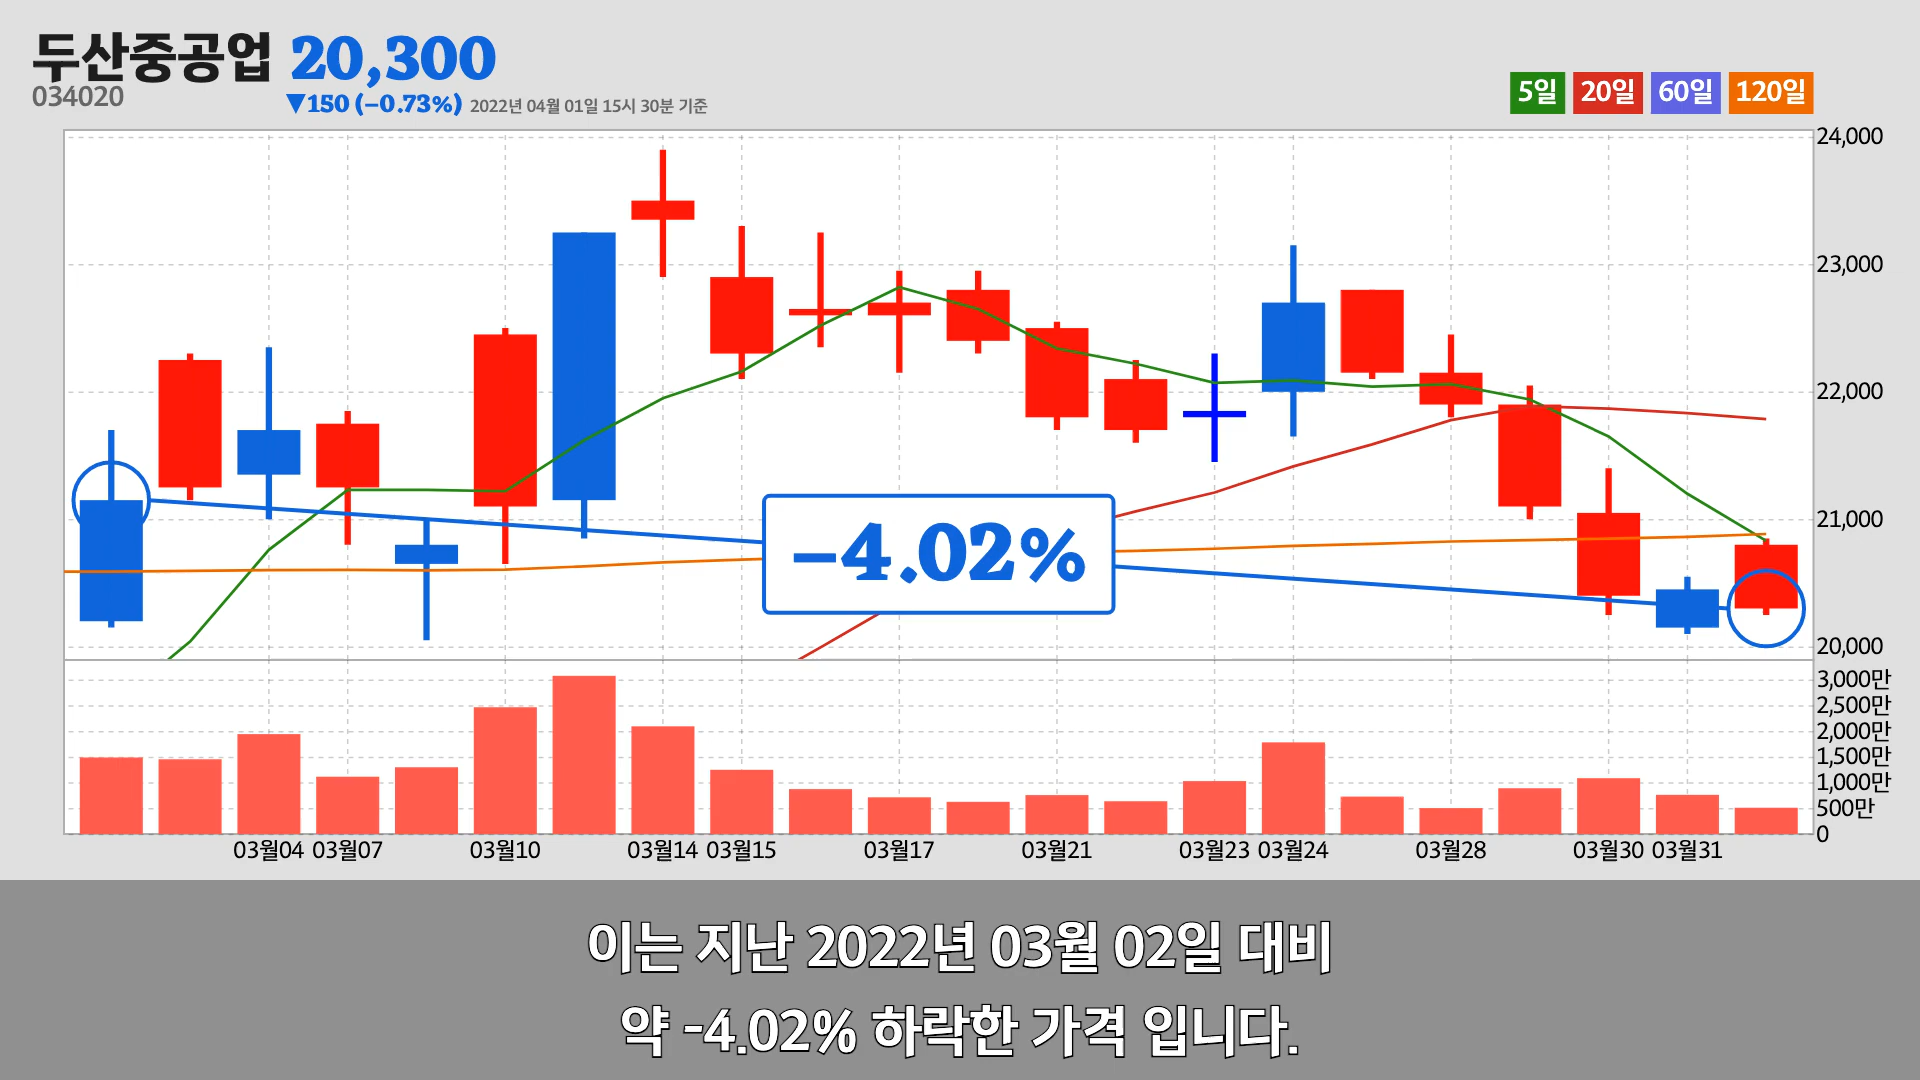 두산중공업 20,300
034020
▼150 (−0.73%) 2022년 04월 01일 15시 30분 기준
5일 20일 60일 120일
24,000
23,000
22,000
21,000
20,000
−4.02%
3,000만
2,500만
2,000만
1,500만
1,000만
500만
0
03월04 03월07 03월10 03월14 03월15 03월17 03월21 03월23 03월24 03월28 03월30 03월31
이는 지난 2022년 03월 02일 대비
약 -4.02% 하락한 가격 입니다.